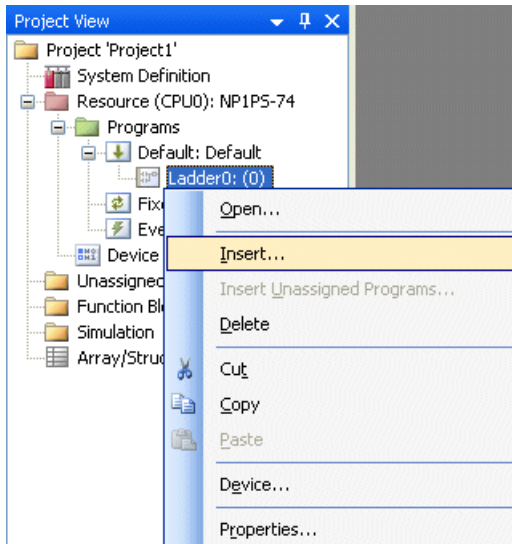 Project View
Project 'Project1'
System Definition
Resource (CPU0): NP1PS-74
Programs
Default: Default
Ladder0: (0)
Fix
Eve
Device
Unassigned
Function Bl
Simulation
Array/Struc
Open...
Insert...
Insert Unassigned Programs...
Delete
Cut
Copy
Paste
Device...
Properties...